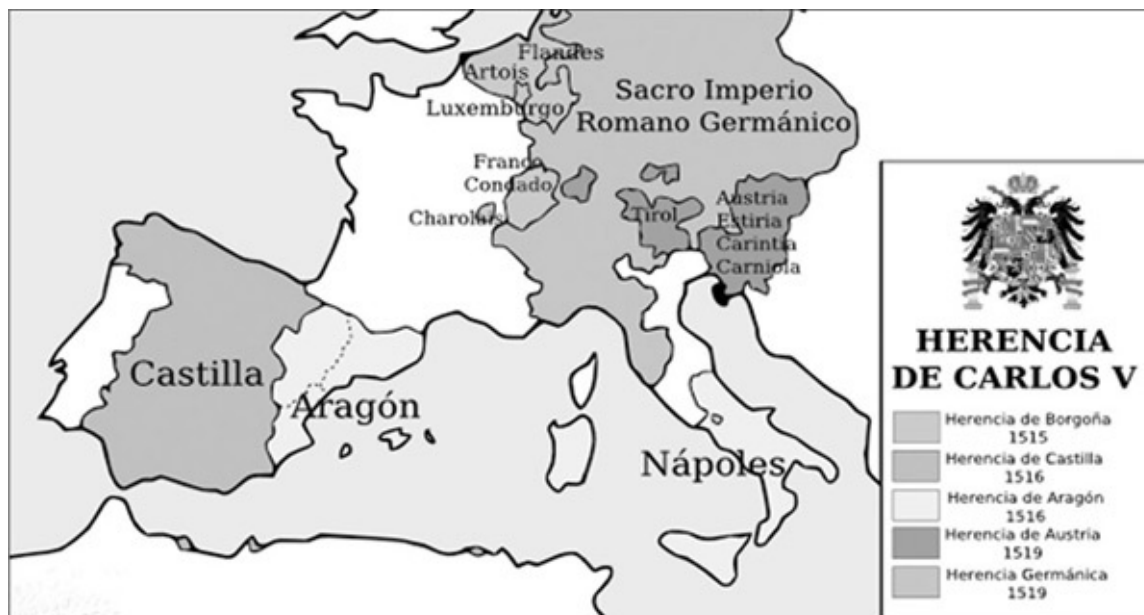 Flandes
Artois
Luxemburgo
Sacro Imperio
Romano Germánico
Franco
Condado
Charolais
Tirol
Austria
Estiria
Carintia
Carniola
Castilla
Aragón
Nápoles
HERENCIA
DE CARLOS V
Herencia de Borgoña
1515
Herencia de Castilla
1516
Herencia de Aragón
1516
Herencia de Austria
1519
Herencia Germánica
1519